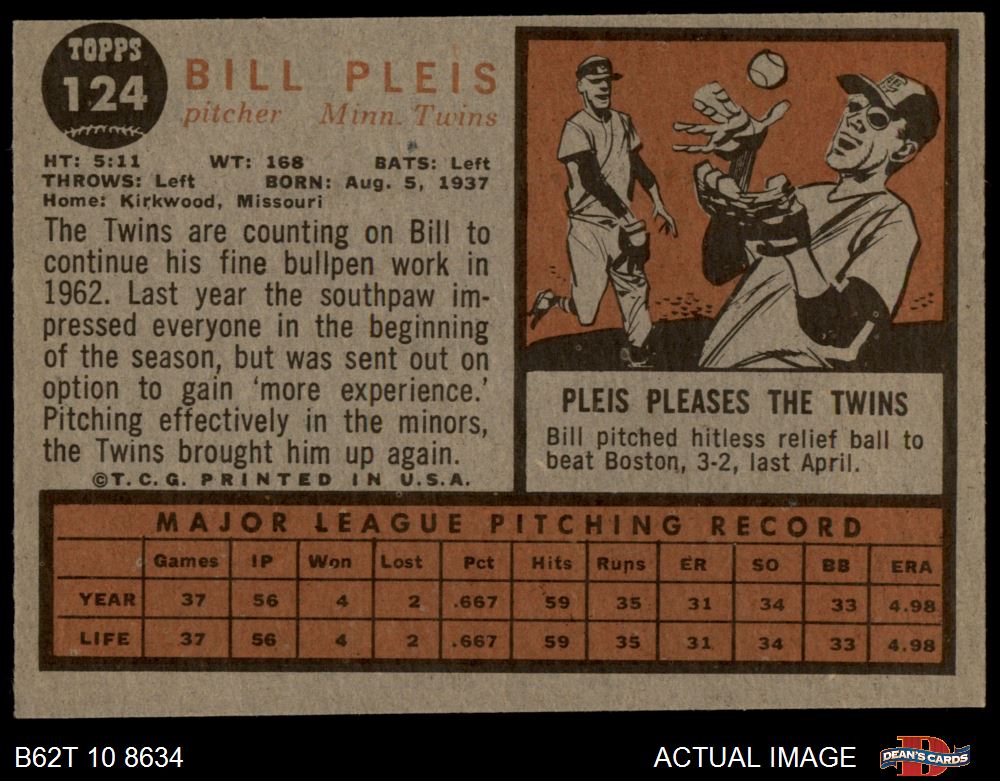 TOPPS
124
BILL PLEIS
pitcher Minn. Twins
HT: 5:11 WT: 168 BATS: Left
THROWS: Left BORN: Aug. 5, 1937
Home: Kirkwood, Missouri
The Twins are counting on Bill to
continue his fine bullpen work in
1962. Last year the southpaw im-
pressed everyone in the beginning
of the season, but was sent out on
option to gain 'more experience.'
Pitching effectively in the minors,
the Twins brought him up again.
©T.C.G. PRINTED IN U.S.A.
PLEIS PLEASES THE TWINS
Bill pitched hitless relief ball to
beat Boston, 3-2, last April.
MAJOR LEAGUE PITCHING RECORD
Games IP Won Lost Pct Hits Runs ER SO BB ERA
YEAR 37 56 4 2 .667 59 35 31 34 33 4.98
LIFE 37 56 4 2 .667 59 35 31 34 33 4.98
B62T 10 8634 ACTUAL IMAGE DEAN'S CARDS